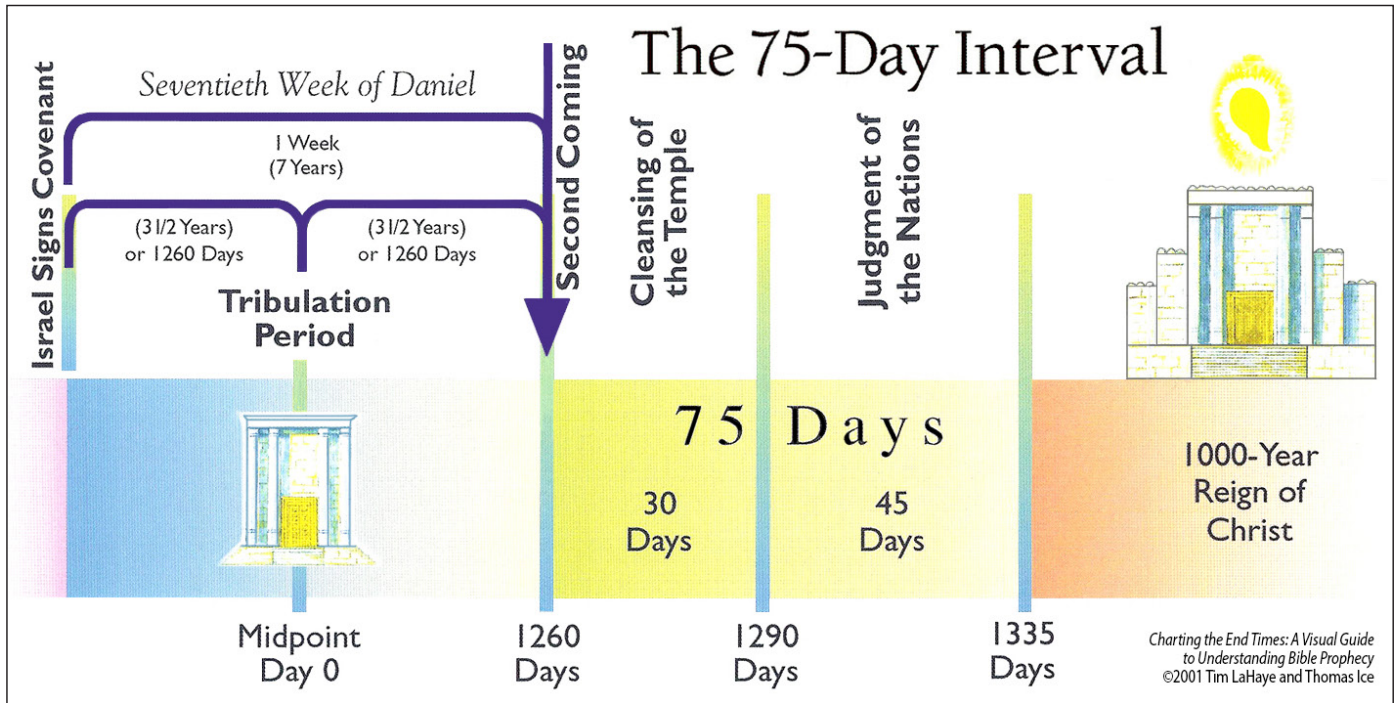 The 75-Day Interval
Israel Signs Covenant
Seventieth Week of Daniel
1 Week
(7 Years)
(31/2 Years)
or 1260 Days
(31/2 Years)
or 1260 Days
Tribulation
Period
Second Coming
Cleansing of
the Temple
Judgment of
the Nations
75 Days
30
Days
45
Days
1000-Year
Reign of
Christ
Midpoint
Day 0
1260
Days
1290
Days
1335
Days
Charting the End Times: A Visual Guide
to Understanding Bible Prophecy
©2001 Tim LaHaye and Thomas Ice